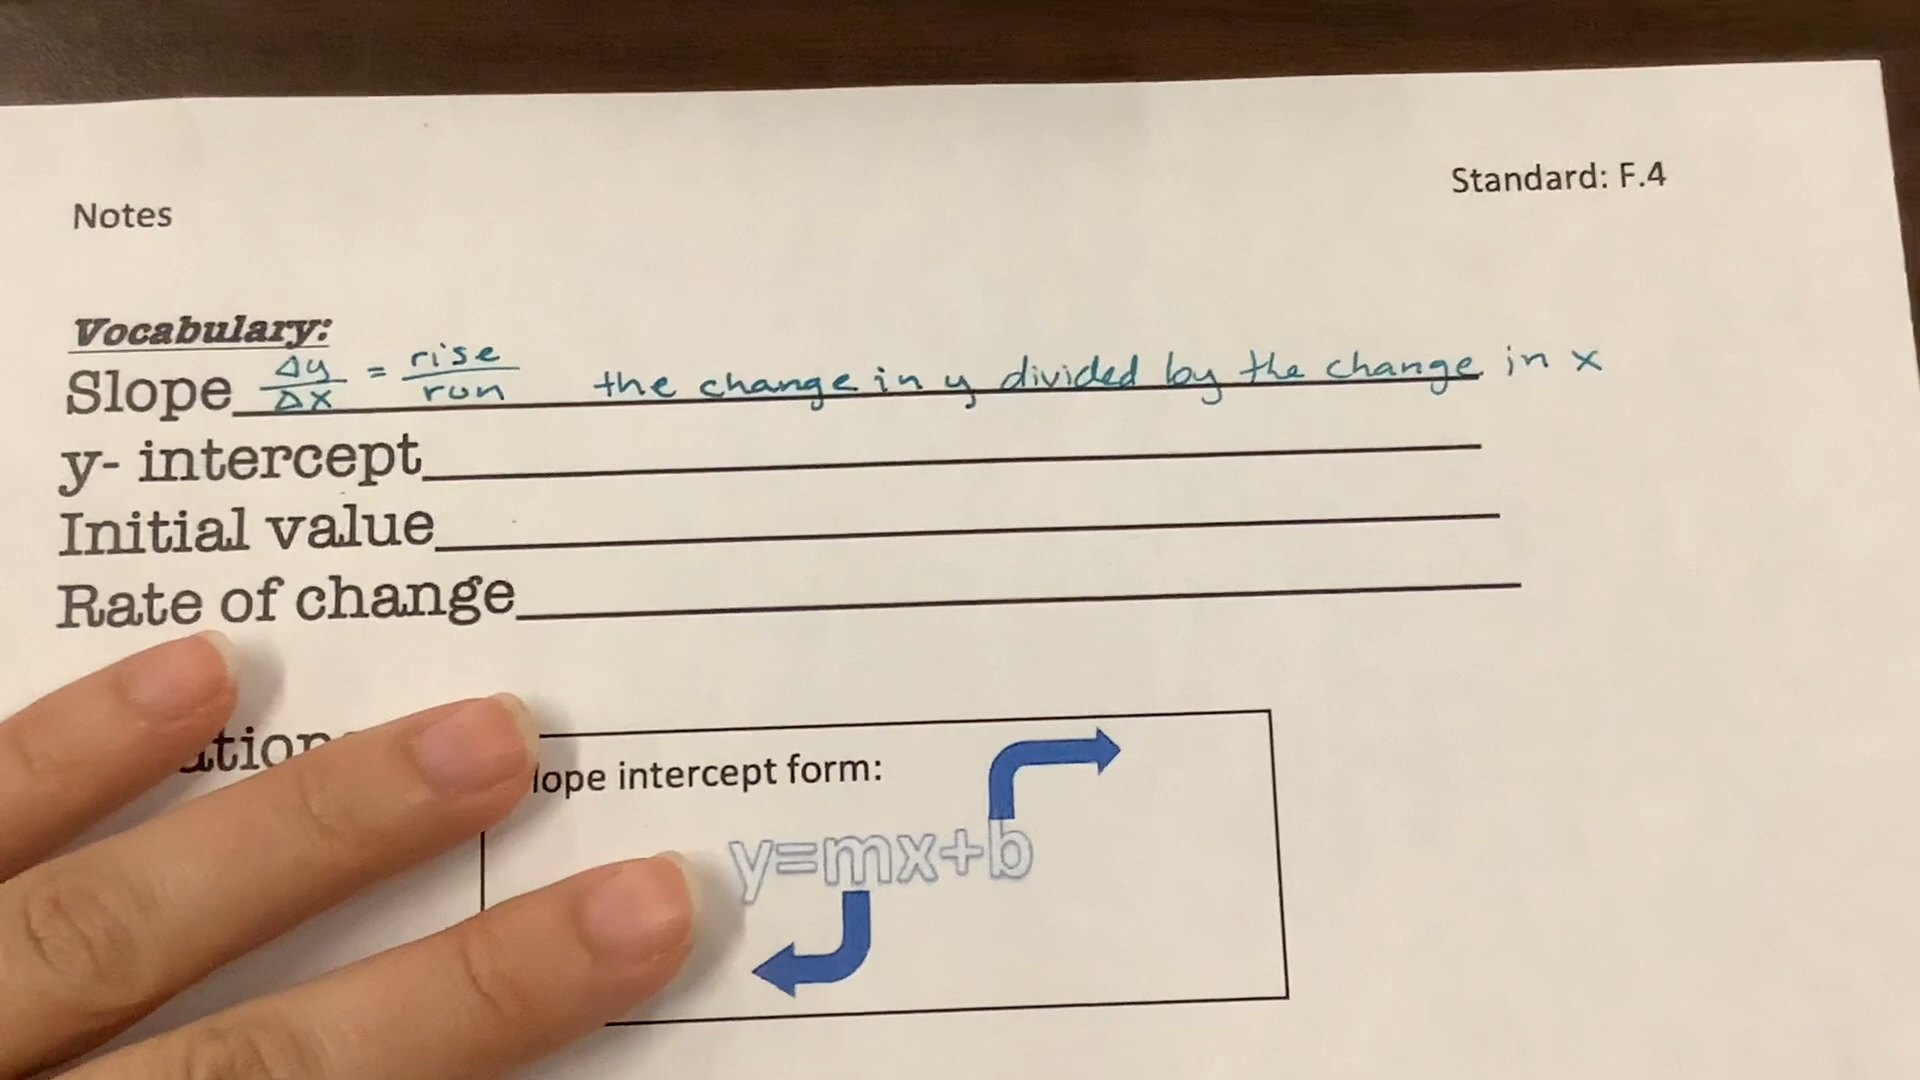 Notes
Standard: F.4
Vocabulary:
Slope Δy/Δx = rise/run the change in y divided by the change in x
y- intercept
Initial value
Rate of change
intercept form:
y=mx+b